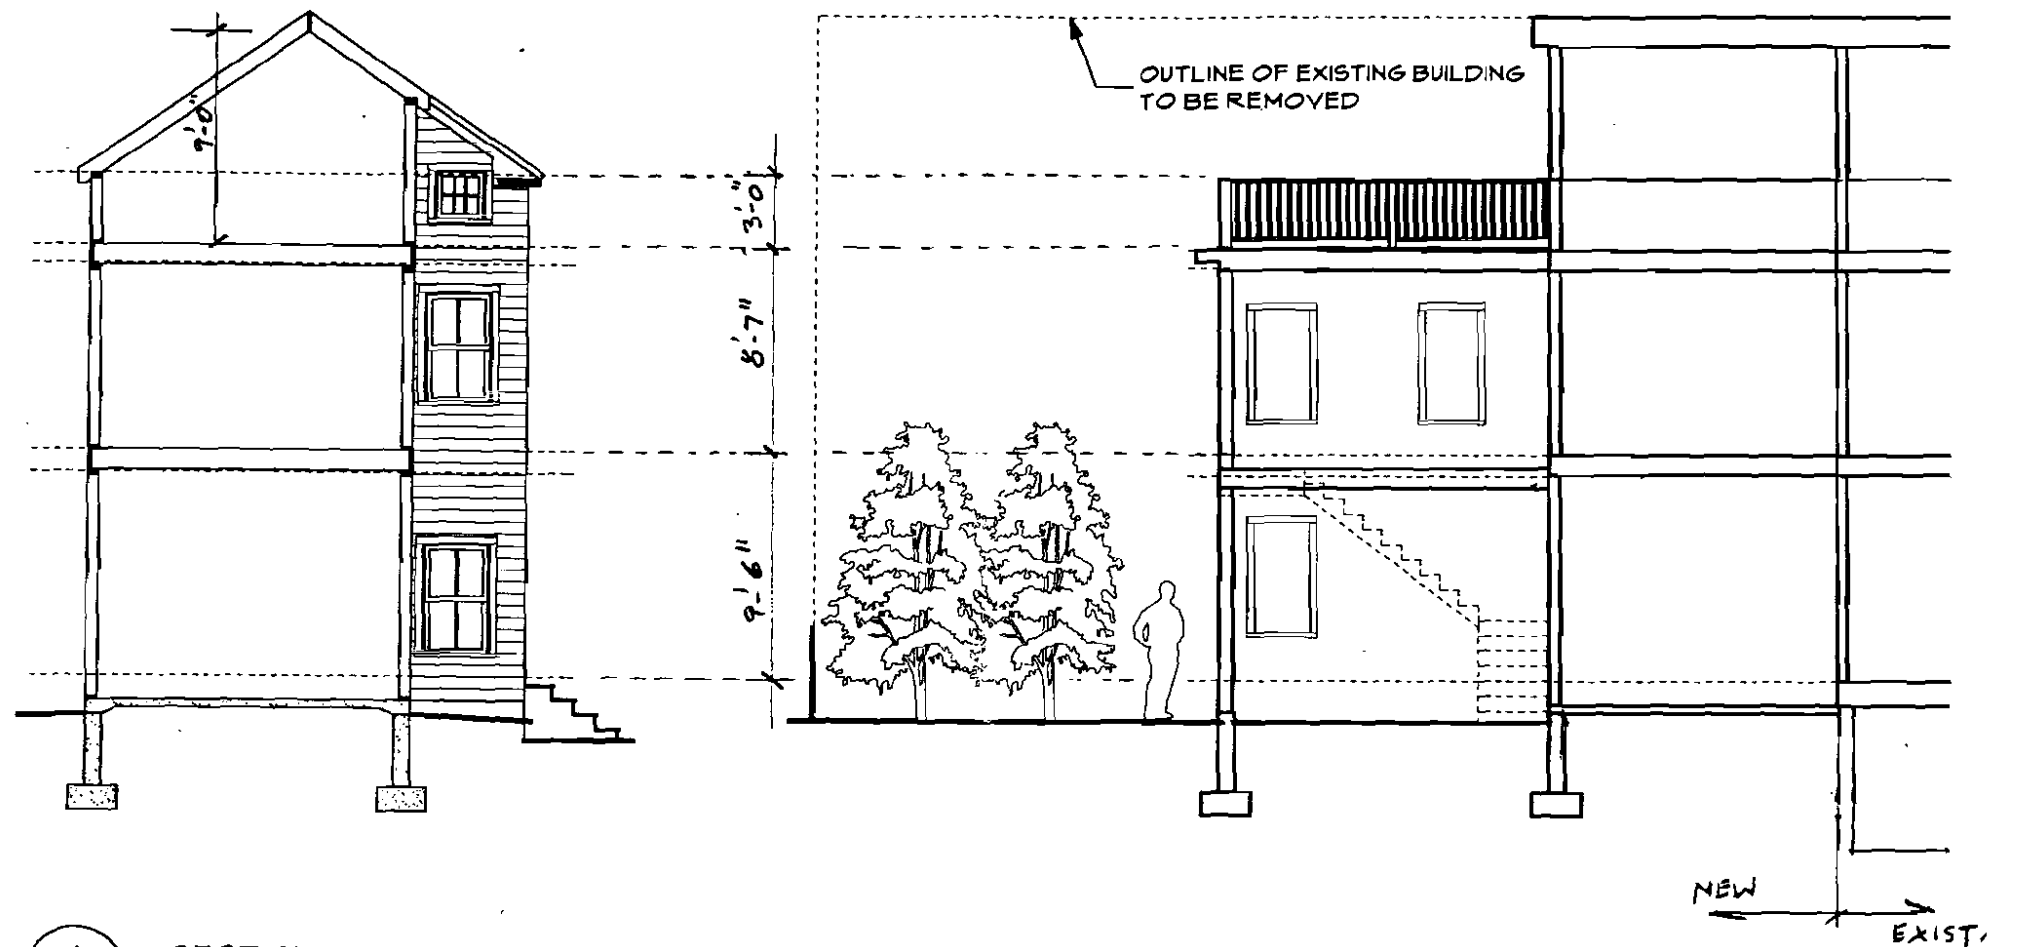 9'-0"
OUTLINE OF EXISTING BUILDING
TO BE REMOVED
3'-0"
8'-7"
9'-6"
NEW
EXIST.